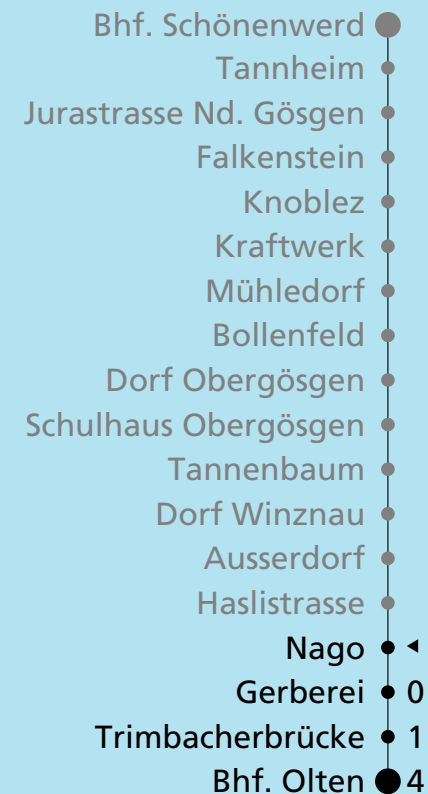 Bhf. Schönenwerd
Tannheim
Jurastrasse Nd. Gösgen
Falkenstein
Knoblez
Kraftwerk
Mühledorf
Bollenfeld
Dorf Obergösgen
Schulhaus Obergösgen
Tannenbaum
Dorf Winznau
Ausserdorf
Haslistrasse
Nago
Gerberei 0
Trimbacherbrücke 1
Bhf. Olten 4